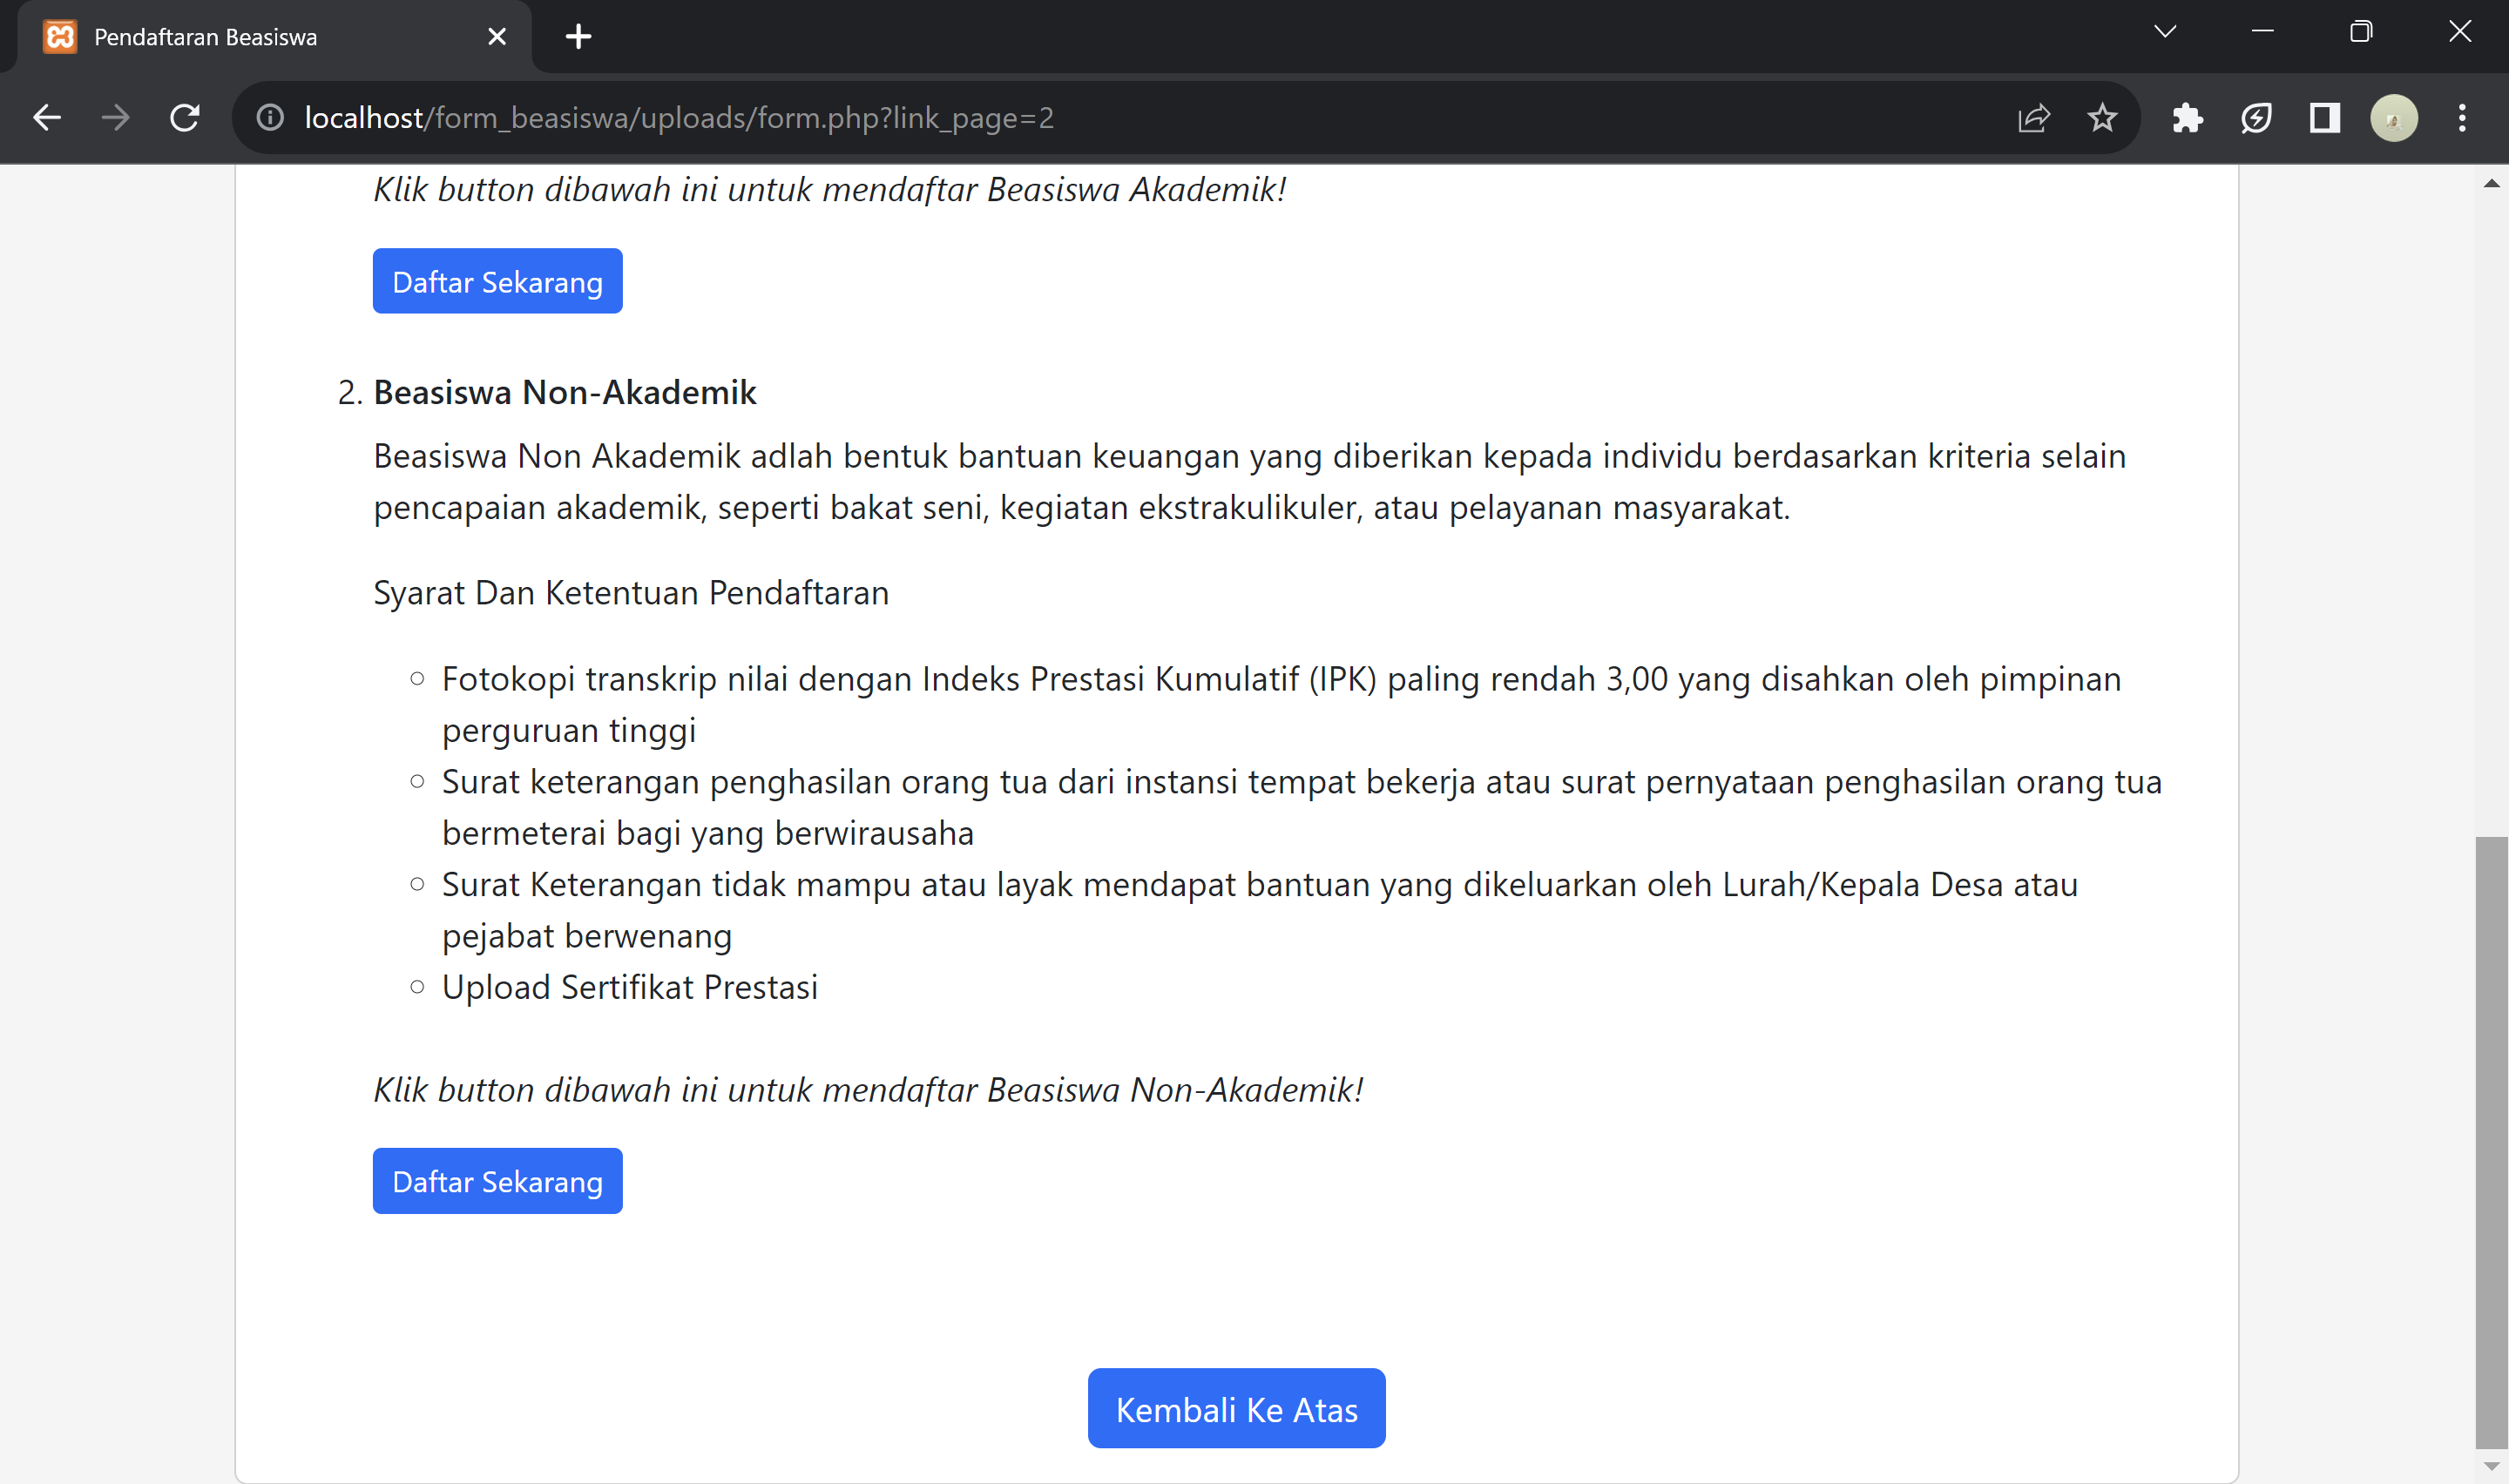 Pendaftaran Beasiswa
localhost/form_beasiswa/uploads/form.php?link_page=2
Klik button dibawah ini untuk mendaftar Beasiswa Akademik!
Daftar Sekarang
2. Beasiswa Non-Akademik
Beasiswa Non Akademik adlah bentuk bantuan keuangan yang diberikan kepada individu berdasarkan kriteria selain
pencapaian akademik, seperti bakat seni, kegiatan ekstrakulikuler, atau pelayanan masyarakat.
Syarat Dan Ketentuan Pendaftaran
Fotokopi transkrip nilai dengan Indeks Prestasi Kumulatif (IPK) paling rendah 3,00 yang disahkan oleh pimpinan
perguruan tinggi
Surat keterangan penghasilan orang tua dari instansi tempat bekerja atau surat pernyataan penghasilan orang tua
bermeterai bagi yang berwirausaha
Surat Keterangan tidak mampu atau layak mendapat bantuan yang dikeluarkan oleh Lurah/Kepala Desa atau
pejabat berwenang
Upload Sertifikat Prestasi
Klik button dibawah ini untuk mendaftar Beasiswa Non-Akademik!
Daftar Sekarang
Kembali Ke Atas